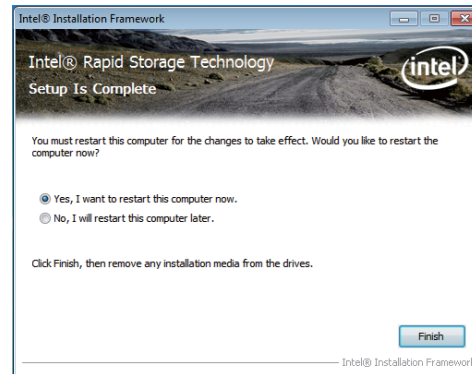 Intel® Installation Framework
Intel® Rapid Storage Technology
Setup Is Complete
intel
You must restart this computer for the changes to take effect. Would you like to restart the
computer now?
Yes, I want to restart this computer now.
No, I will restart this computer later.
Click Finish, then remove any installation media from the drives.
Finish
Intel® Installation Framework